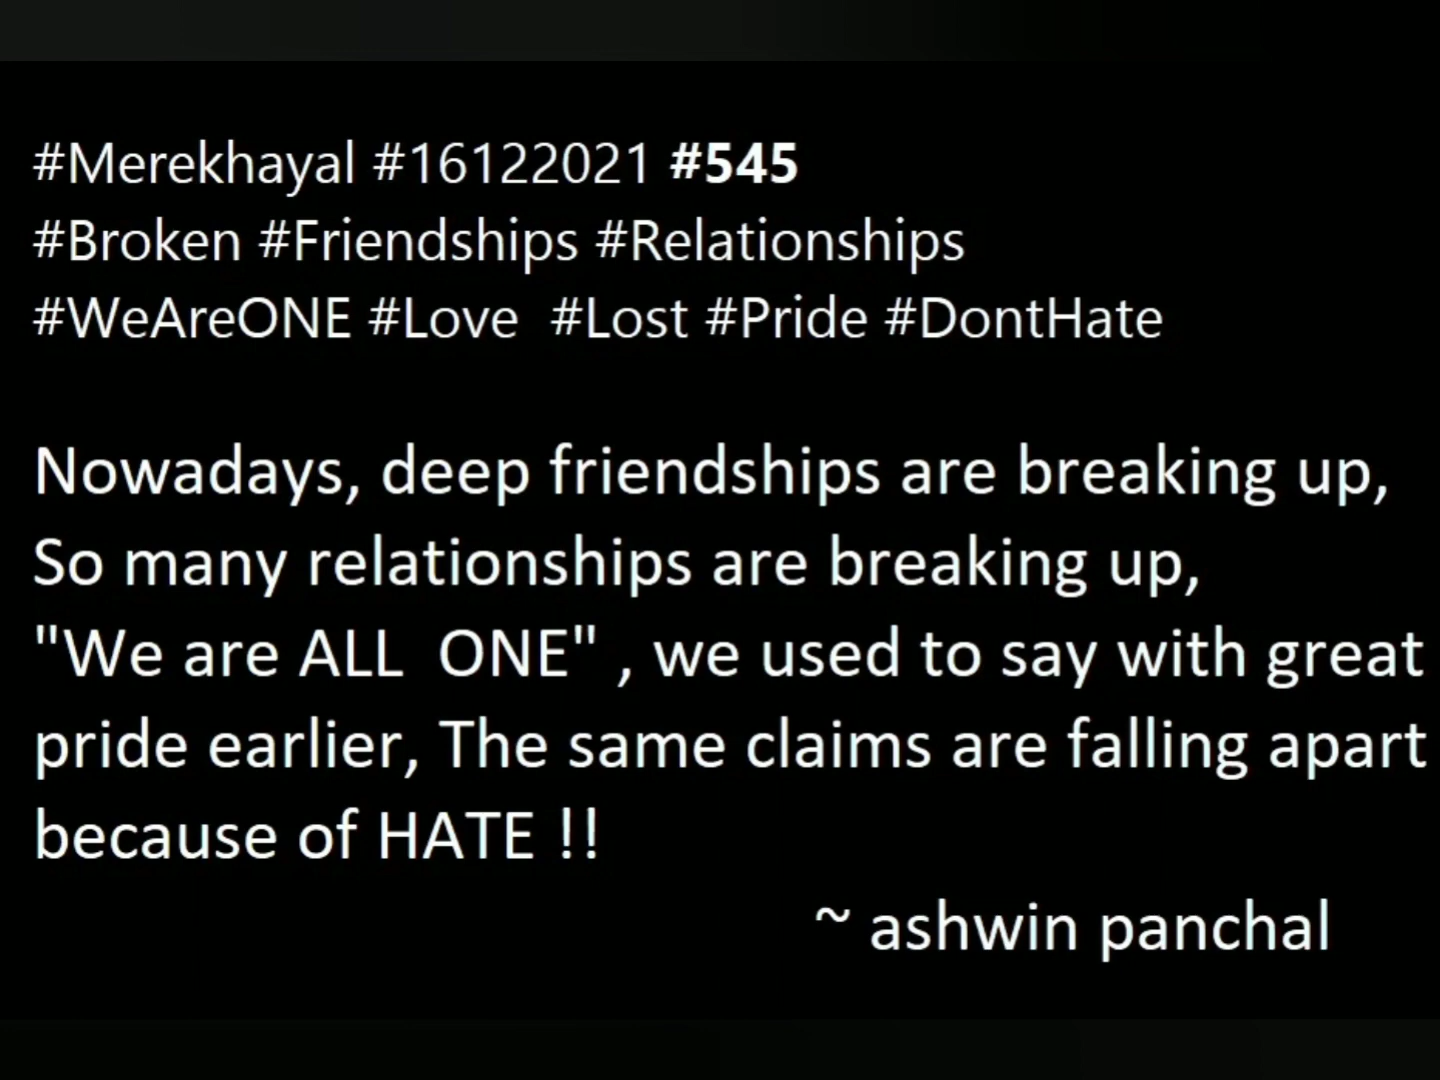 #Merekhayal #16122021 #545
#Broken #Friendships #Relationships
#WeAreONE #Love  #Lost #Pride #DontHate
Nowadays, deep friendships are breaking up,
So many relationships are breaking up,
"We are ALL  ONE" , we used to say with great
pride earlier, The same claims are falling apart
because of HATE !!
~ ashwin panchal